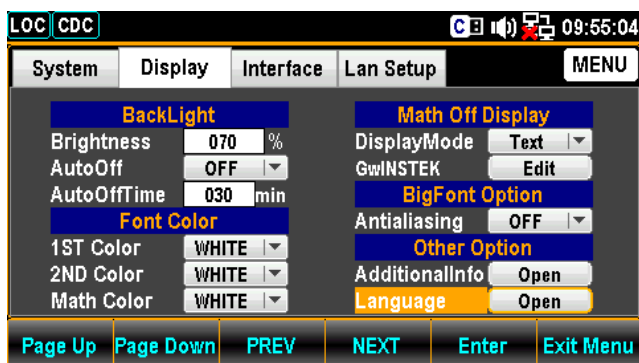 LOC CDC C 09:55:04
System Display Interface Lan Setup MENU
BackLight
Brightness 070 %
AutoOff OFF
AutoOffTime 030 min
Font Color
1ST Color WHITE
2ND Color WHITE
Math Color WHITE
Math Off Display
DisplayMode Text
GWINSTEK Edit
BigFont Option
Antialiasing OFF
Other Option
AdditionalInfo Open
Language Open
Page Up Page Down PREV NEXT Enter Exit Menu